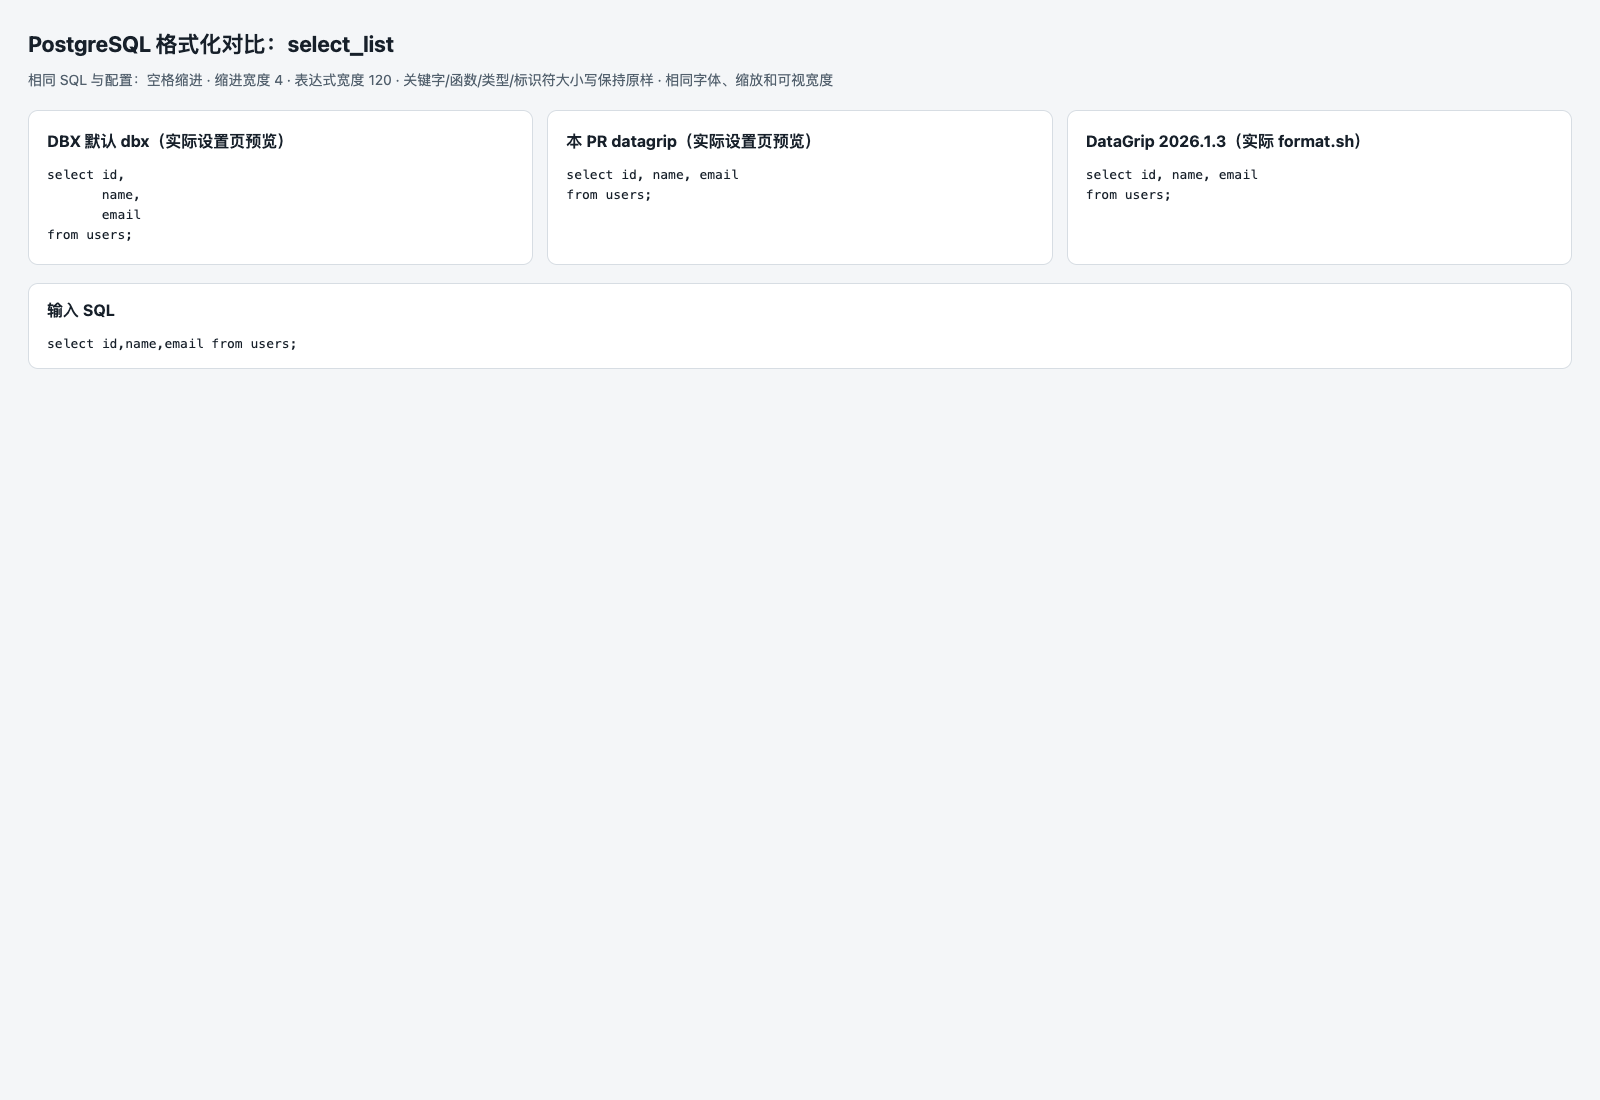 PostgreSQL 格式化对比：select_list
相同 SQL 与配置：空格缩进 · 缩进宽度 4 · 表达式宽度 120 · 关键字/函数/类型/标识符大小写保持原样 · 相同字体、缩放和可视宽度
DBX 默认 dbx（实际设置页预览）
select id,
       name,
       email
from users;
本 PR datagrip（实际设置页预览）
select id, name, email
from users;
DataGrip 2026.1.3（实际 format.sh）
select id, name, email
from users;
输入 SQL
select id,name,email from users;